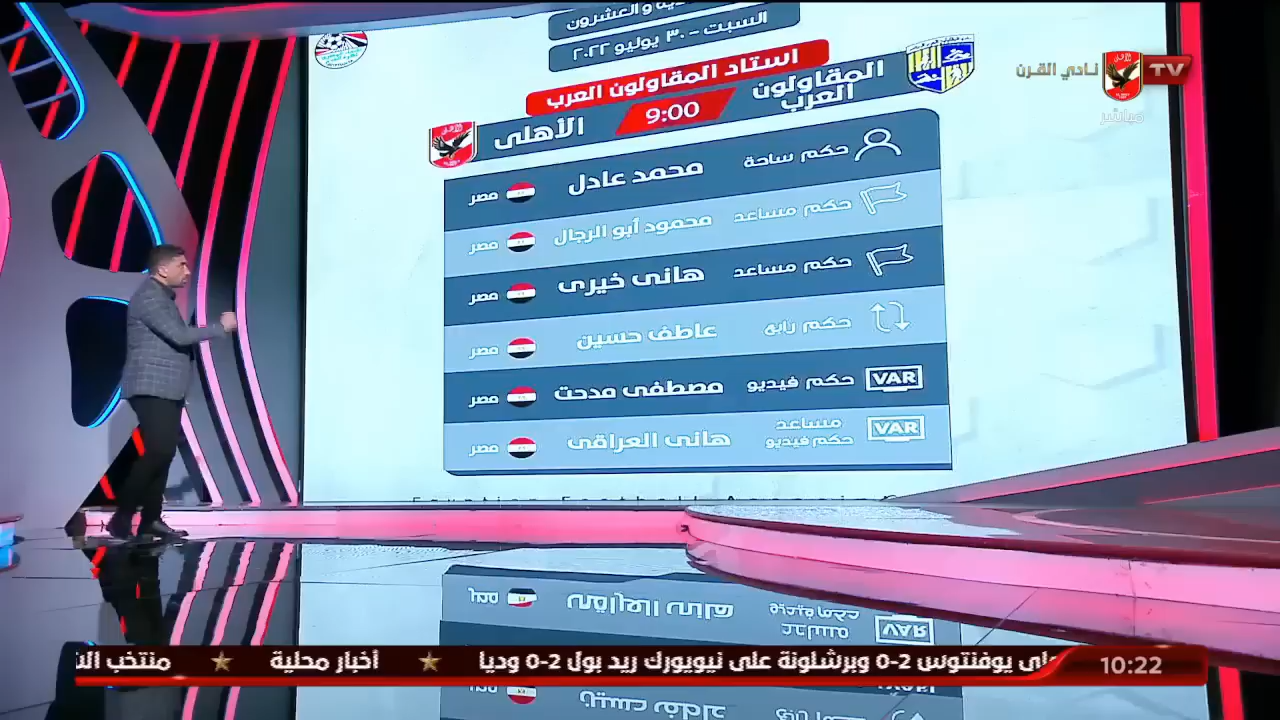 والعشرون
السبت - ٣٠ يوليو ٢٠٢٢
استاد المقاولون العرب
المقاولون العرب
9:00
الأهلى
حكم ساحة محمد عادل مصر
حكم مساعد محمود أبو الرجال مصر
حكم مساعد هانى خيرى مصر
حكم رابع عاطف حسين مصر
VAR حكم فيديو مصطفى مدحت مصر
VAR مساعد حكم فيديو هانى العراقى مصر
نادي القرن TV
مباشر
يوفنتوس 2-0 وبرشلونة على نيويورك ريد بول 2-0 وديا ★ أخبار محلية ★ منتخب
10:22